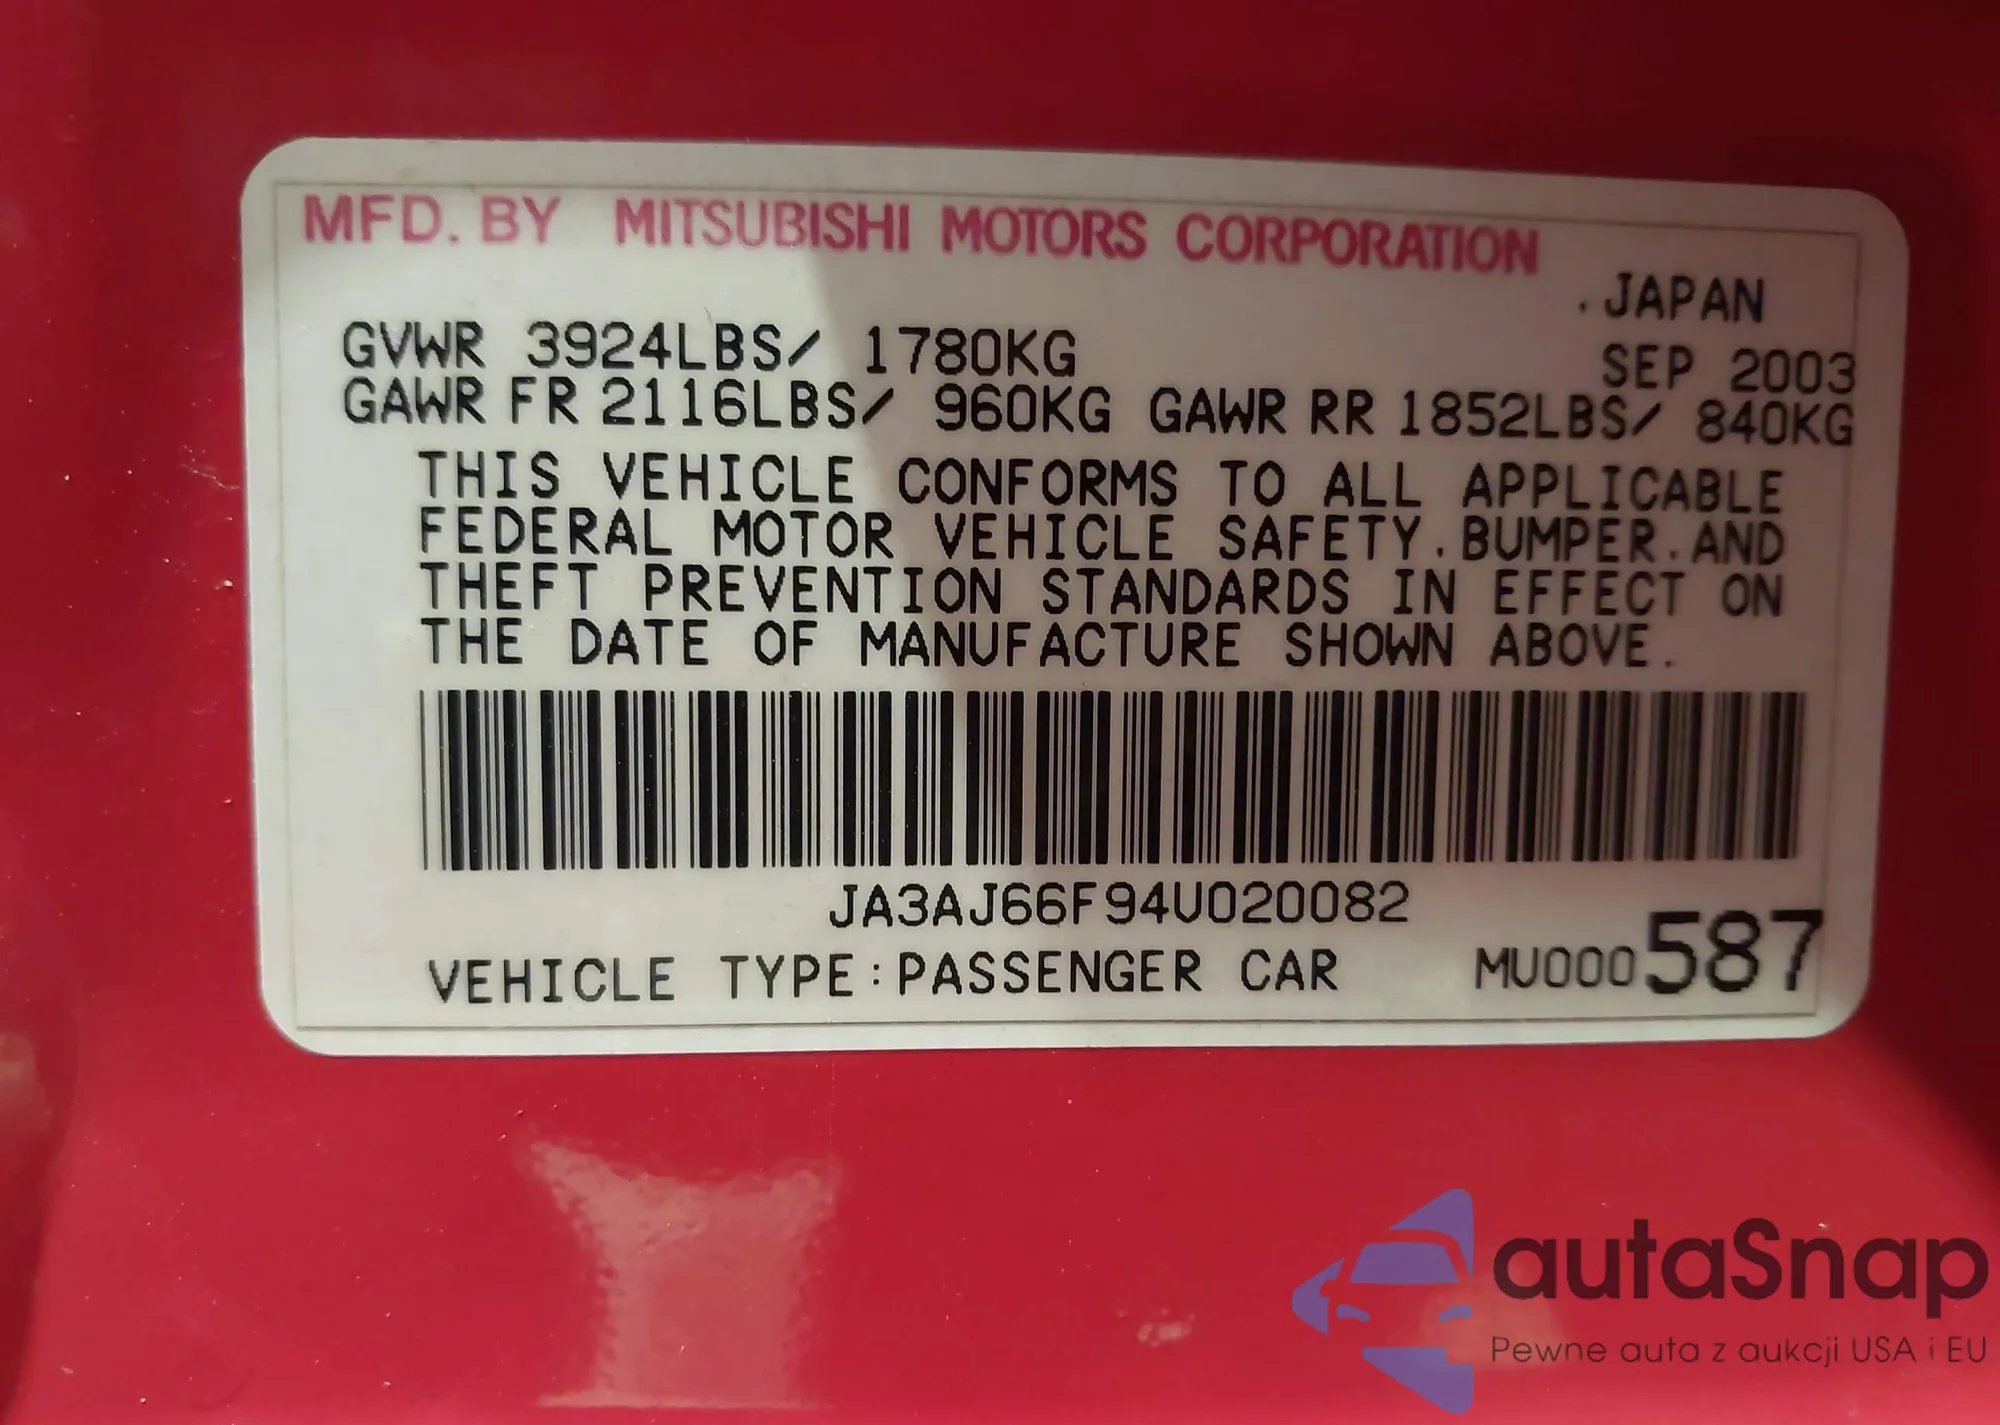 MFD. BY MITSUBISHI MOTORS CORPORATION
.JAPAN
GVWR 3924LBS/ 1780KG SEP 2003
GAWR FR 2116LBS/ 960KG GAWR RR 1852LBS/ 840KG
THIS VEHICLE CONFORMS TO ALL APPLICABLE
FEDERAL MOTOR VEHICLE SAFETY.BUMPER.AND
THEFT PREVENTION STANDARDS IN EFFECT ON
THE DATE OF MANUFACTURE SHOWN ABOVE.
JA3AJ66F94U020082
VEHICLE TYPE:PASSENGER CAR MU000587
autaSnap
Pewne auta z aukcji USA i EU